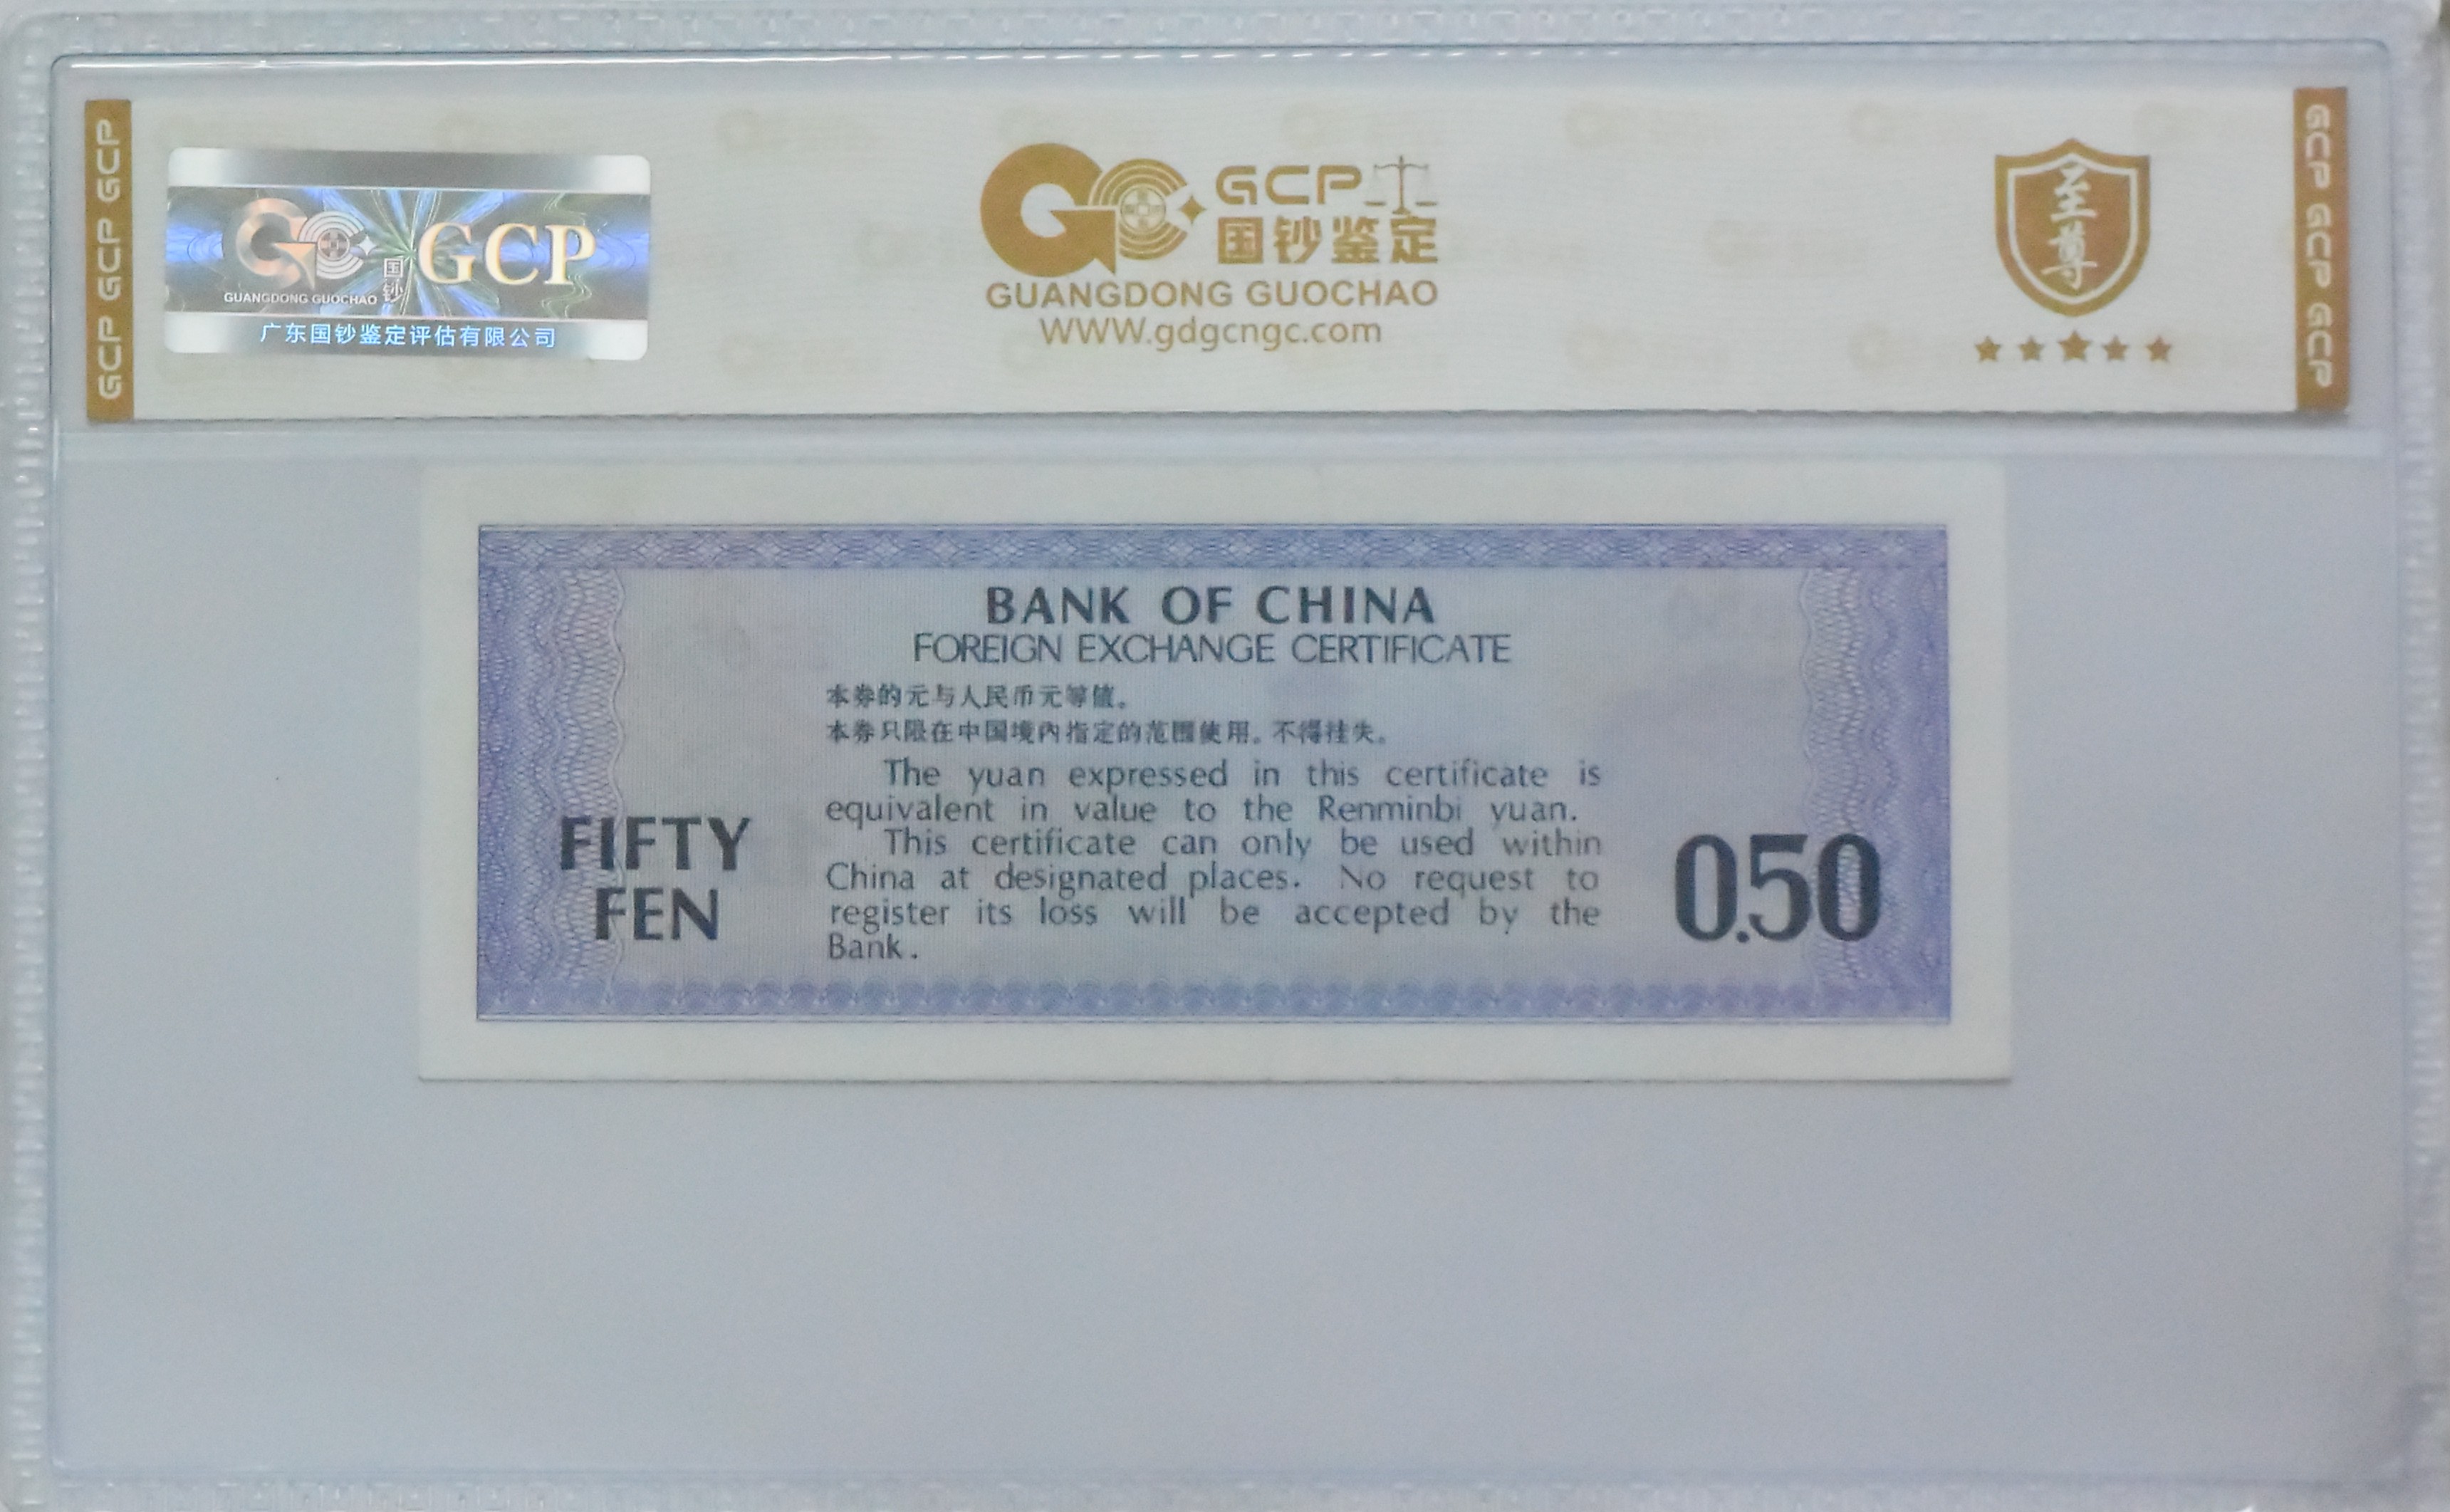 GCP GCP GCP
GUANGDONG GUOCHAO
国钞
GCP
广东国钞鉴定评估有限公司
GCP
国钞鉴定
GUANGDONG GUOCHAO
WWW.gdgcngc.com
至尊
GCP GCP GCP
BANK OF CHINA
FOREIGN EXCHANGE CERTIFICATE
本券的元与人民币元等值。
本券只限在中国境内指定的范围使用。不得挂失。
The yuan expressed in this certificate is
equivalent in value to the Renminbi yuan.
This certificate can only be used within
China at designated places. No request to
register its loss will be accepted by the
Bank.
FIFTY
FEN
0.50